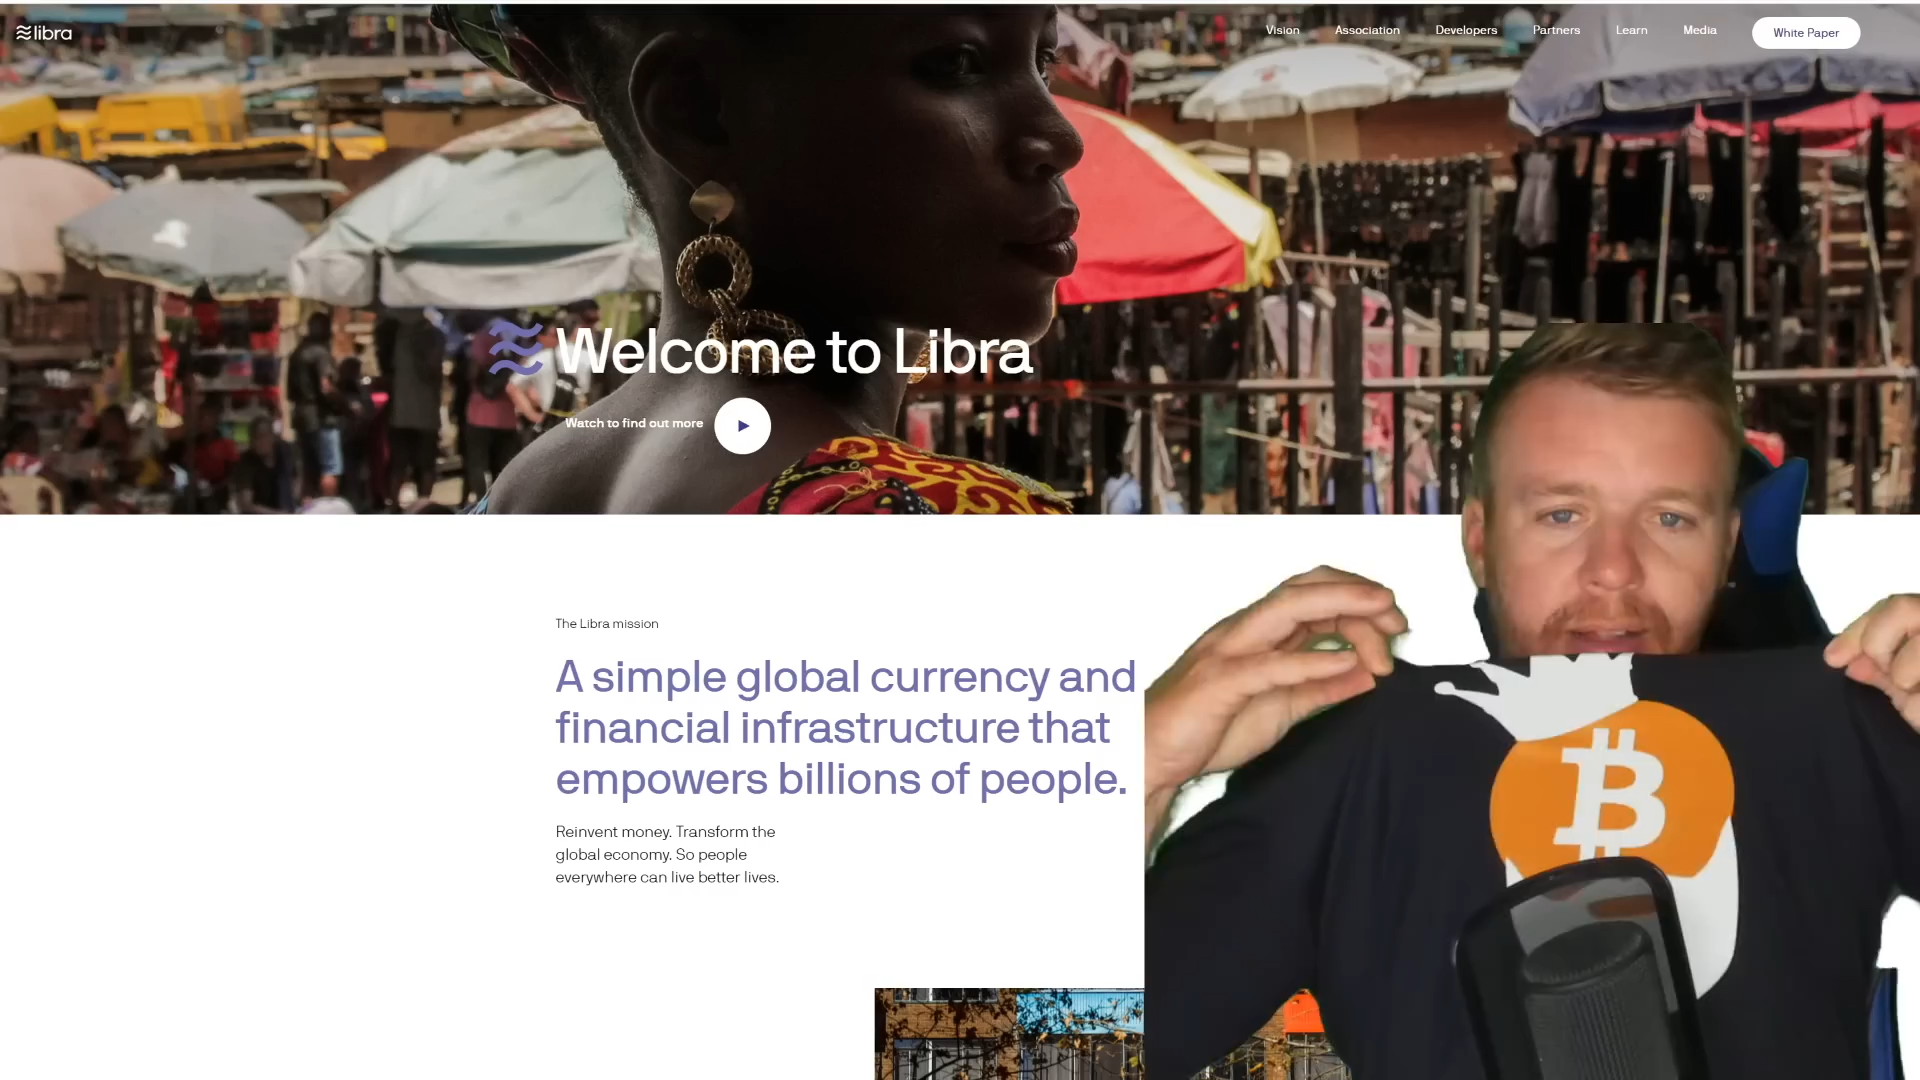 libra
Vision
Association
Developers
Partners
Learn
Media
White Paper
Welcome to Libra
Watch to find out more
The Libra mission
A simple global currency and
financial infrastructure that
empowers billions of people.
Reinvent money. Transform the
global economy. So people
everywhere can live better lives.